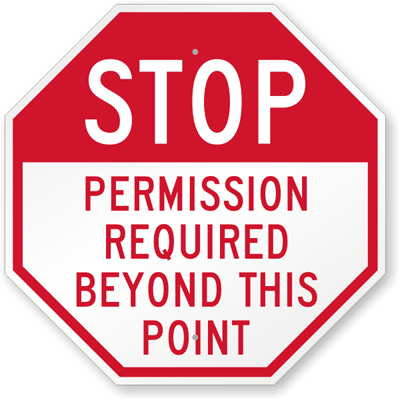 STOP
PERMISSION
REQUIRED
BEYOND THIS
POINT